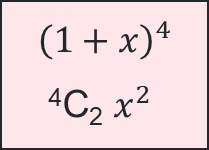 (1 + x)⁴
⁴C₂ x²